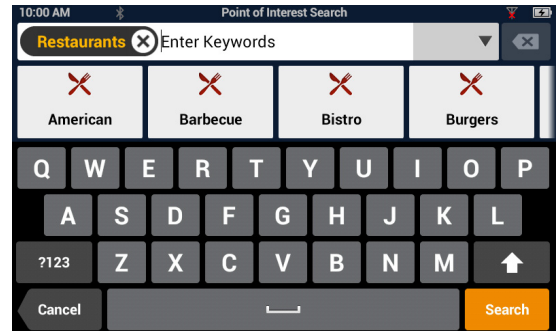 10:00 AM Point of Interest Search
Restaurants Enter Keywords
American Barbecue Bistro Burgers
Q W E R T Y U I O P
A S D F G H J K L
?123 Z X C V B N M
Cancel Search